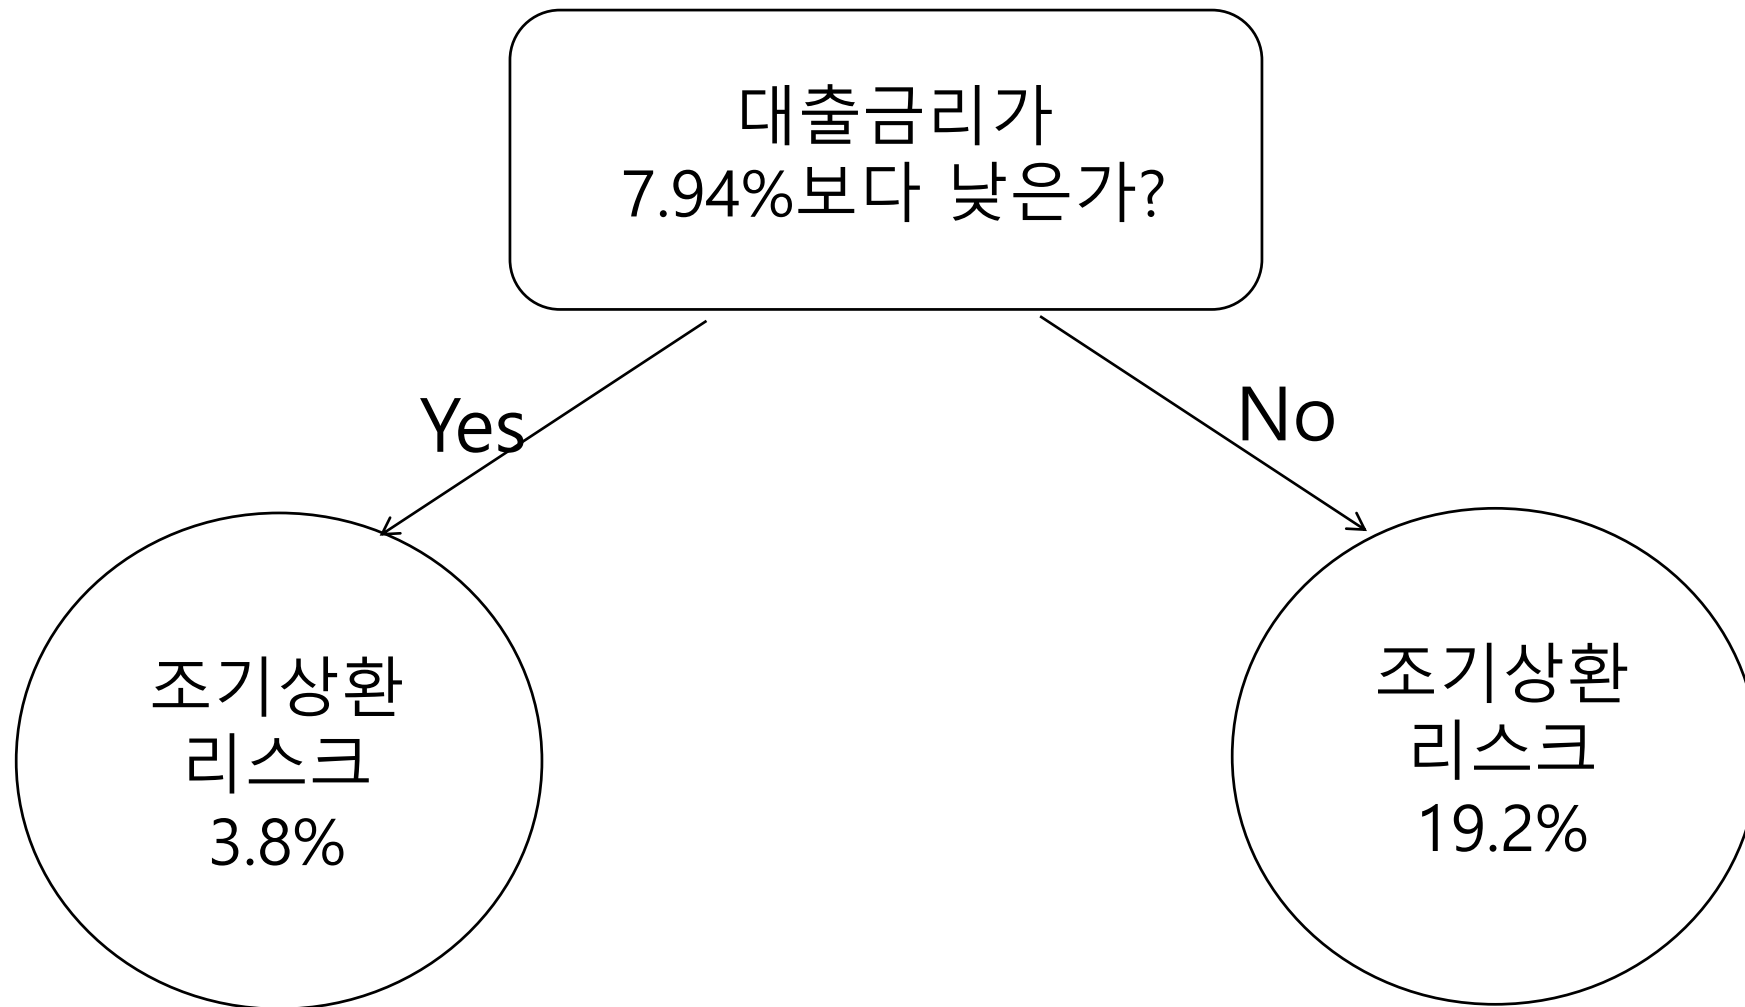 대출금리가
7.94%보다 낮은가?
Yes
No
조기상환
리스크
3.8%
조기상환
리스크
19.2%